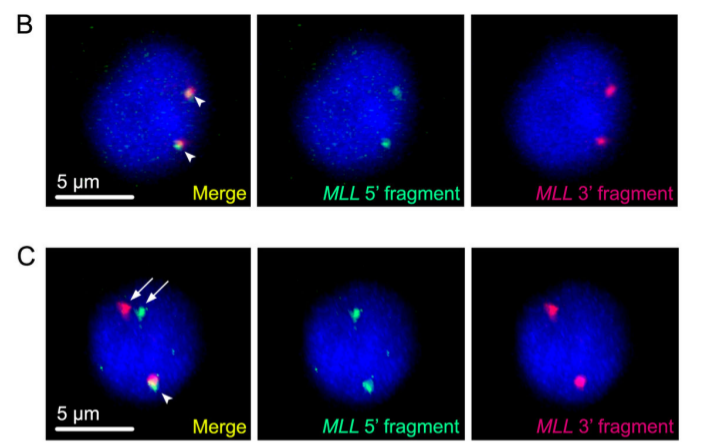 B
5 μm
Merge
MLL 5' fragment
MLL 3' fragment
C
5 μm
Merge
MLL 5' fragment
MLL 3' fragment